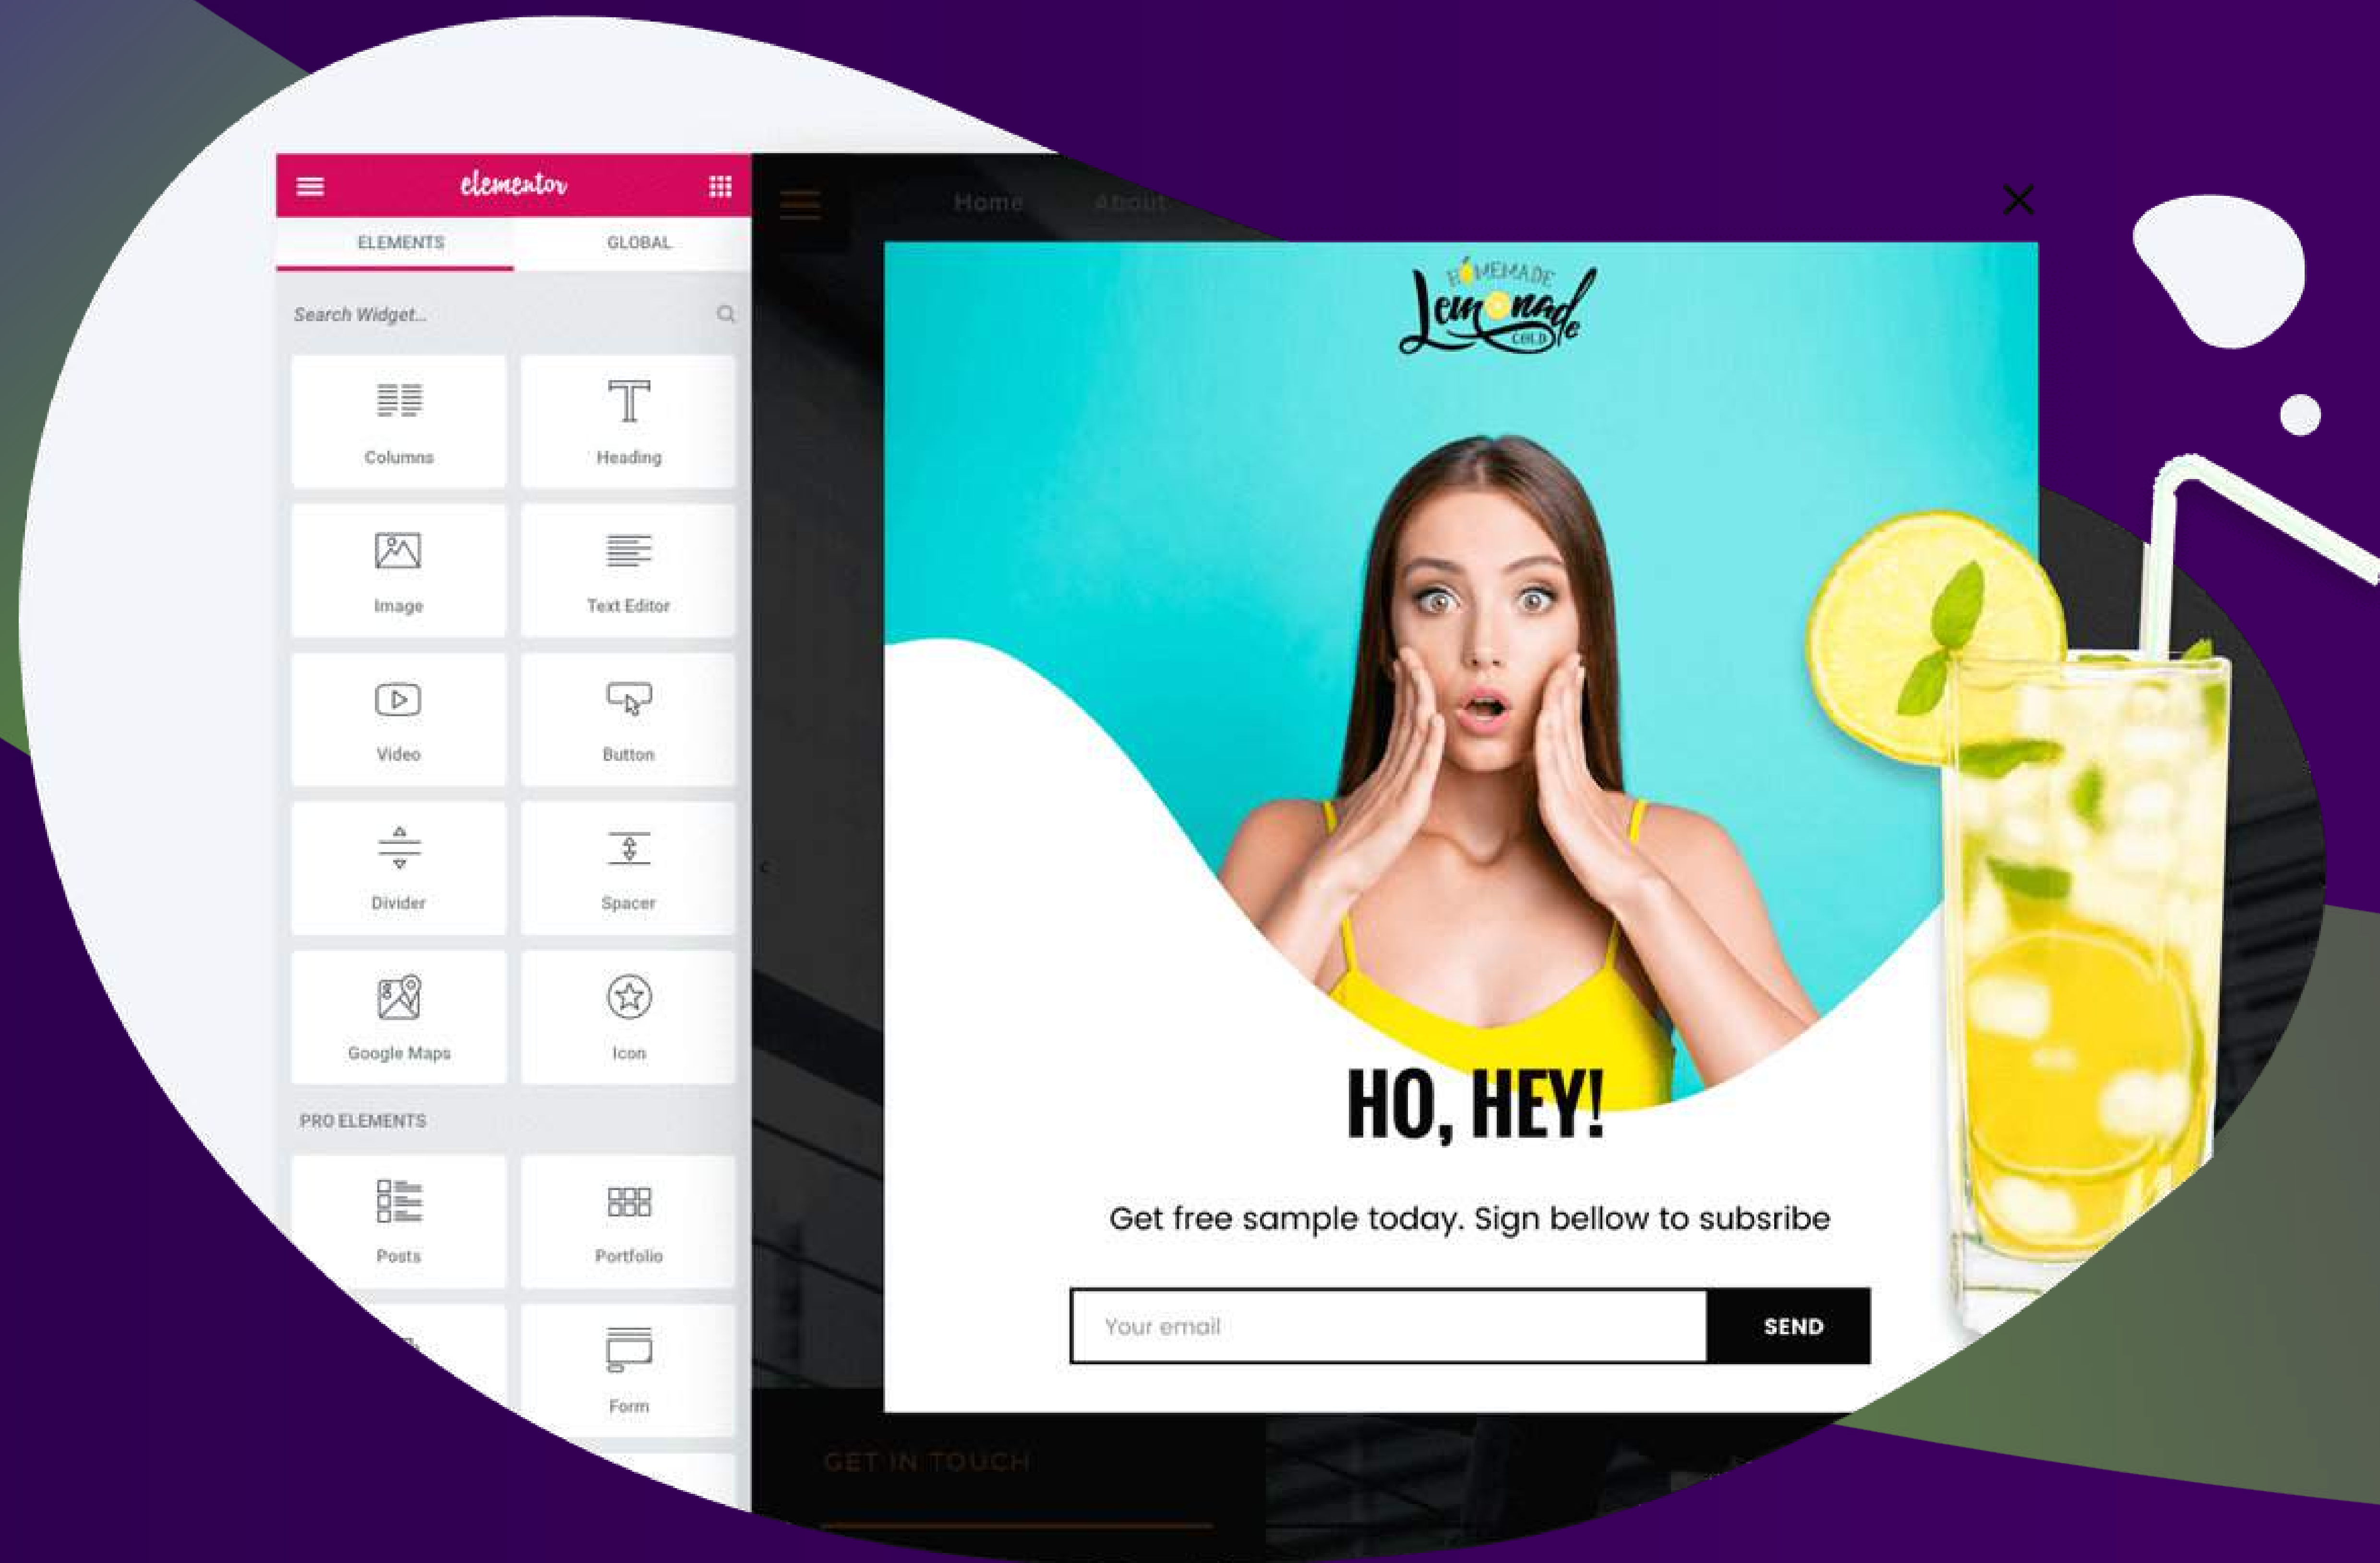 elementor
ELEMENTS
GLOBAL
Search Widget...
Columns
Heading
Image
Text Editor
Video
Button
Divider
Spacer
Google Maps
Icon
PRO ELEMENTS
Posts
Portfolio
Form
Home
About
HOMEMADE
Lemonade
COLD
HO, HEY!
Get free sample today. Sign bellow to subsribe
Your email
SEND
GET IN TOUCH